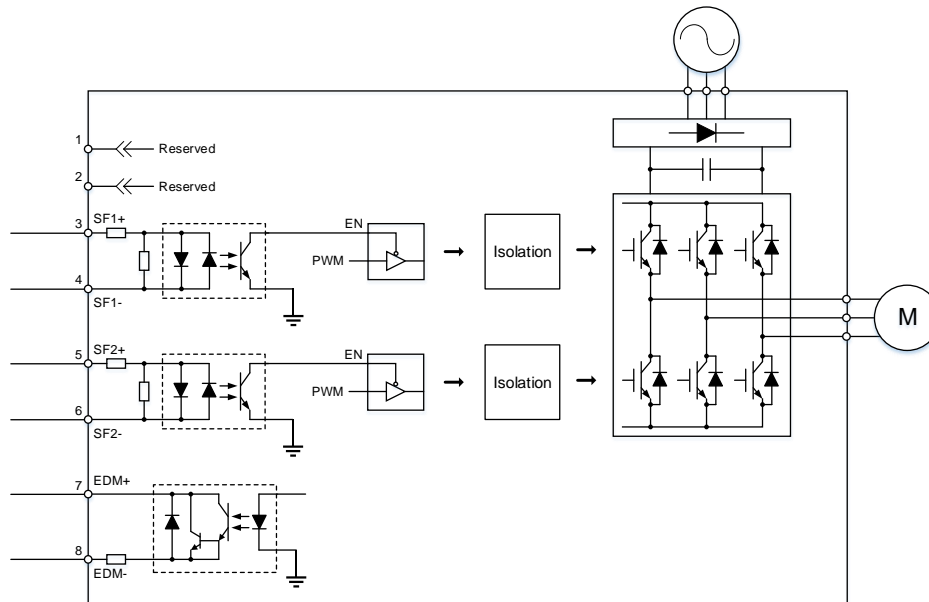 1
Reserved
2
Reserved
3
SF1+
EN
PWM
Isolation
4
SF1-
M
5
SF2+
EN
PWM
Isolation
6
SF2-
7
EDM+
8
EDM-